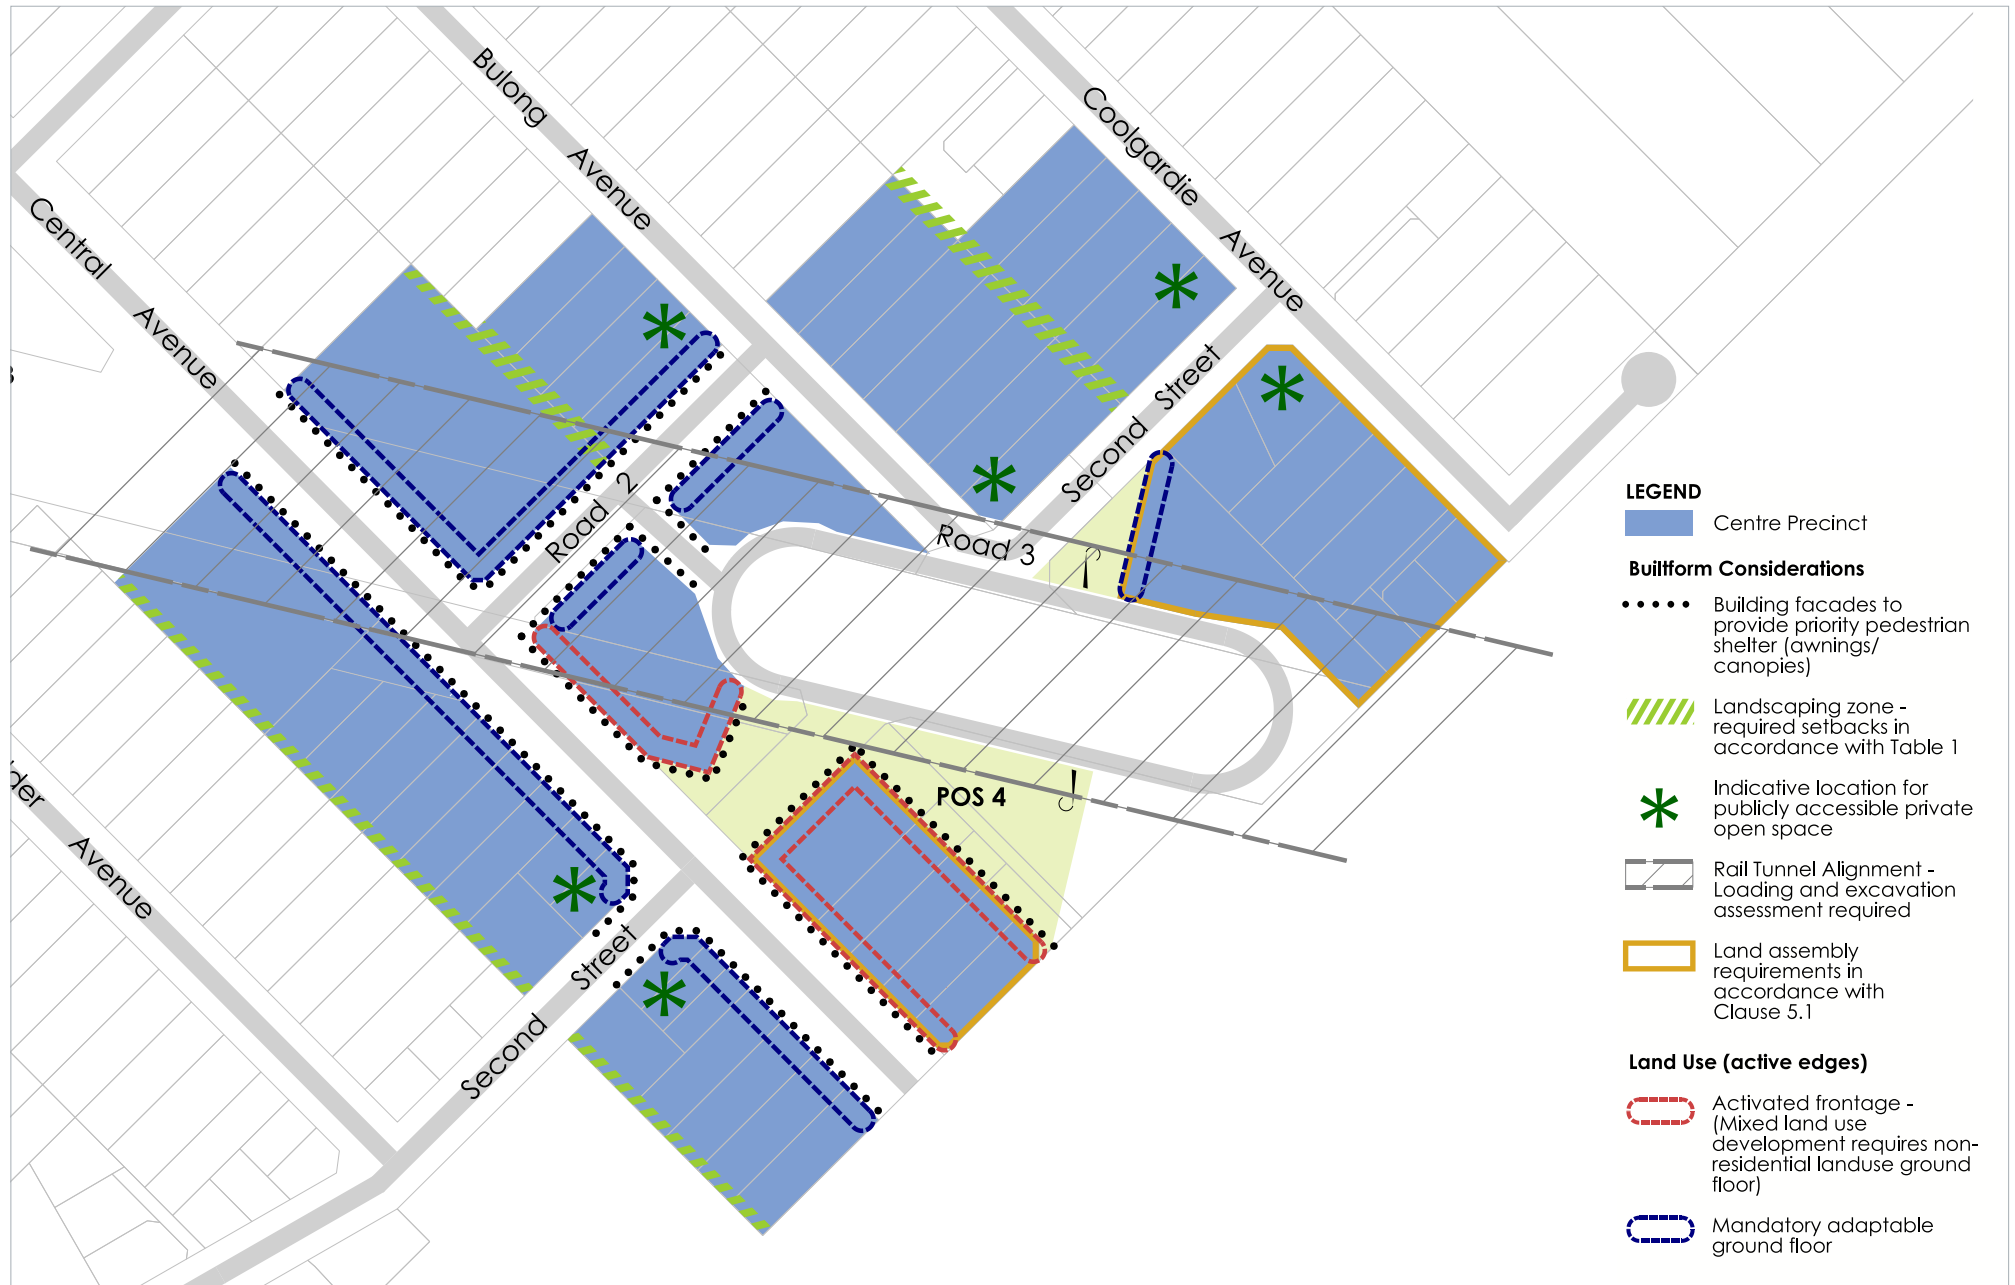 Bulong
Avenue
Coolgardie
Avenue
Central
Avenue
Second Street
Road 2
Road 3
POS 4
Second Street
lder
Avenue
LEGEND
Centre Precinct
Builtform Considerations
Building facades to
provide priority pedestrian
shelter (awnings/
canopies)
Landscaping zone -
required setbacks in
accordance with Table 1
Indicative location for
publicly accessible private
open space
Rail Tunnel Alignment -
Loading and excavation
assessment required
Land assembly
requirements in
accordance with
Clause 5.1
Land Use (active edges)
Activated frontage -
(Mixed land use
development requires non-
residential landuse ground
floor)
Mandatory adaptable
ground floor